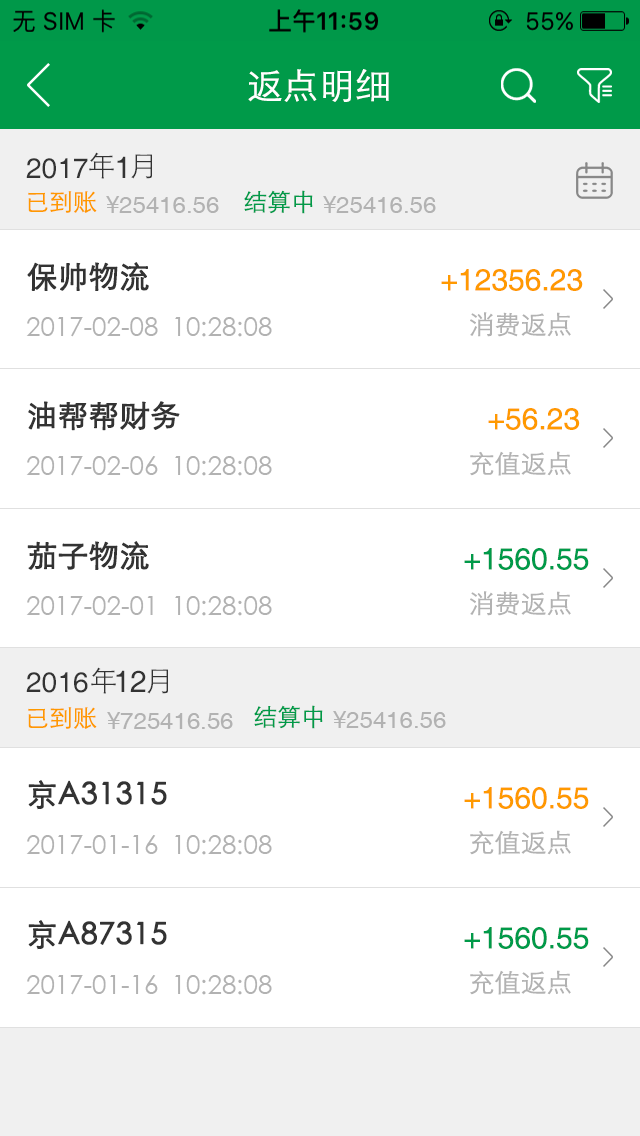 无 SIM 卡 上午11:59 55%
返点明细
2017年1月
已到账 ¥25416.56 结算中 ¥25416.56
保帅物流 +12356.23
2017-02-08 10:28:08 消费返点
油帮帮财务 +56.23
2017-02-06 10:28:08 充值返点
茄子物流 +1560.55
2017-02-01 10:28:08 消费返点
2016年12月
已到账 ¥725416.56 结算中 ¥25416.56
京A31315 +1560.55
2017-01-16 10:28:08 充值返点
京A87315 +1560.55
2017-01-16 10:28:08 充值返点